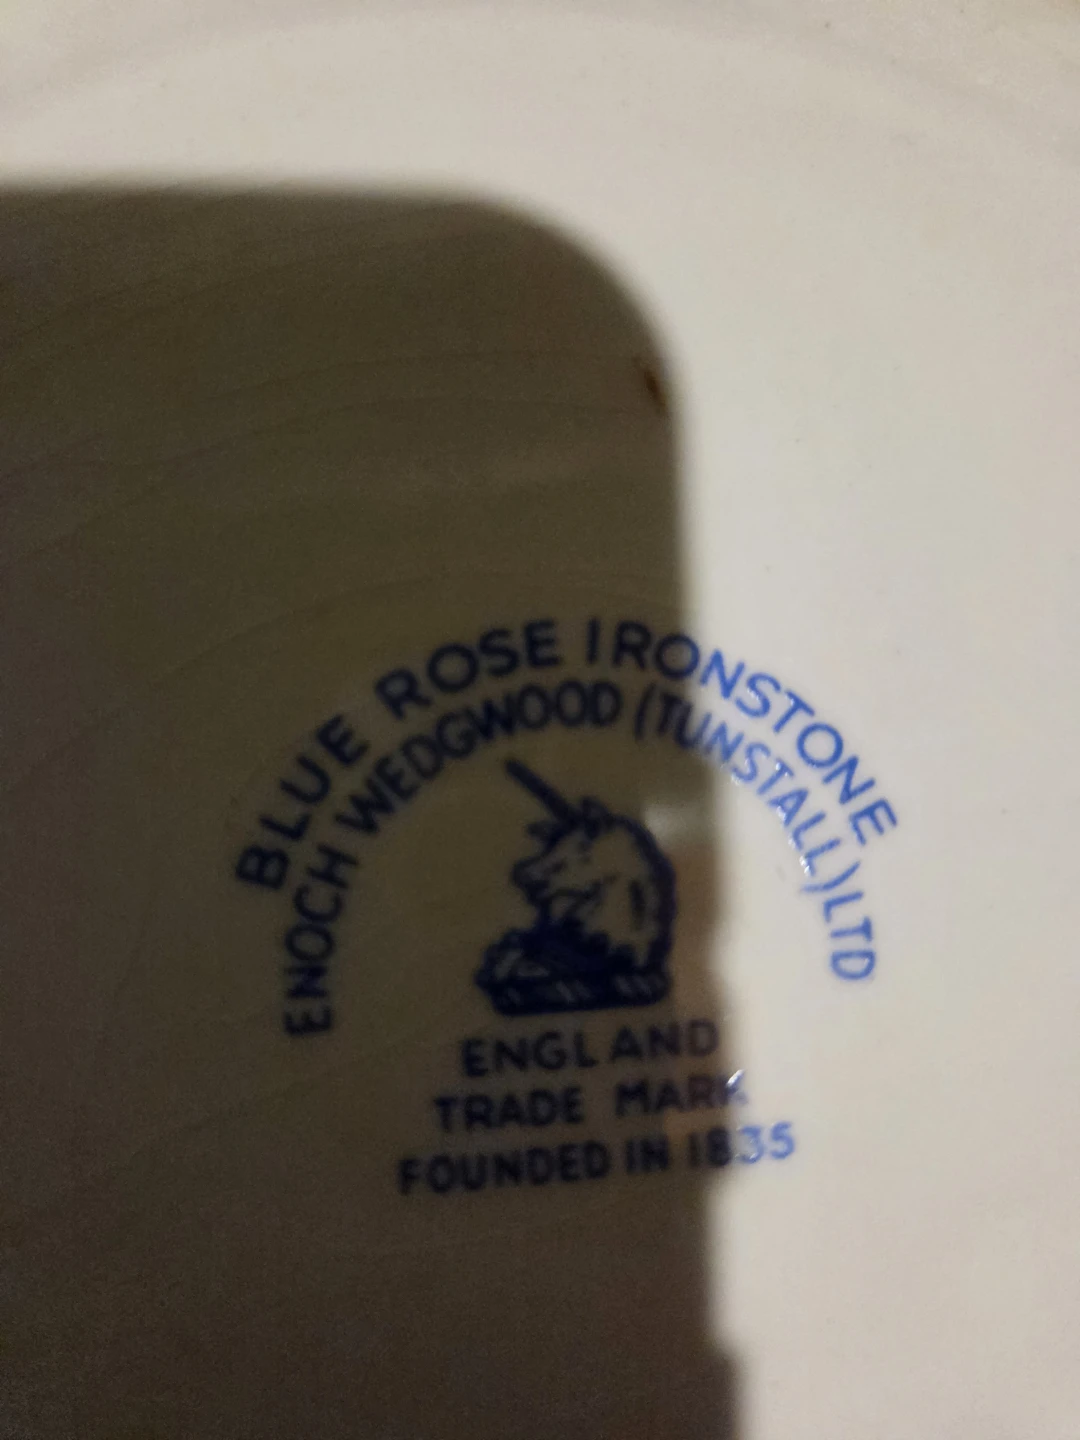 BLUE ROSE IRONSTONE
ENOCH WEDGWOOD (TUNSTALL) LTD
ENGLAND
TRADE MARK
FOUNDED IN 1835